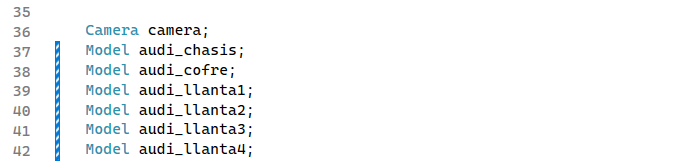 35
36 Camera camera;
37 Model audi_chasis;
38 Model audi_cofre;
39 Model audi_llanta1;
40 Model audi_llanta2;
41 Model audi_llanta3;
42 Model audi_llanta4;